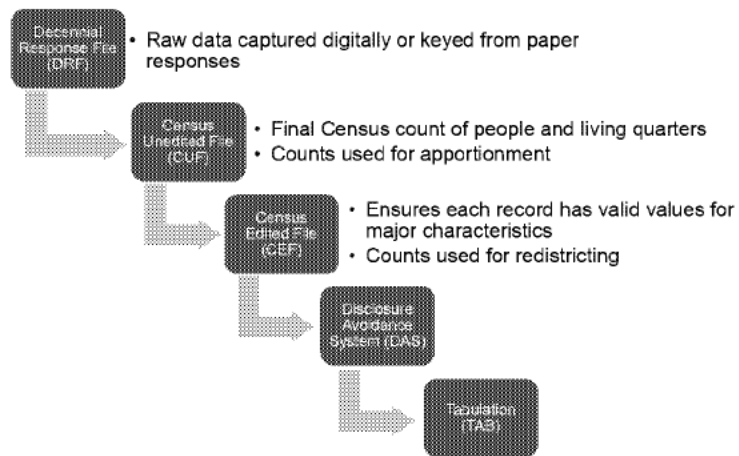 Decennial
Response File
(DRF)
• Raw data captured digitally or keyed from paper
responses
Census
Unedited File
(CUF)
• Final Census count of people and living quarters
• Counts used for apportionment
Census
Edited File
(CEF)
• Ensures each record has valid values for
major characteristics
• Counts used for redistricting
Disclosure
Avoidance
System (DAS)
Tabulation
(TAB)